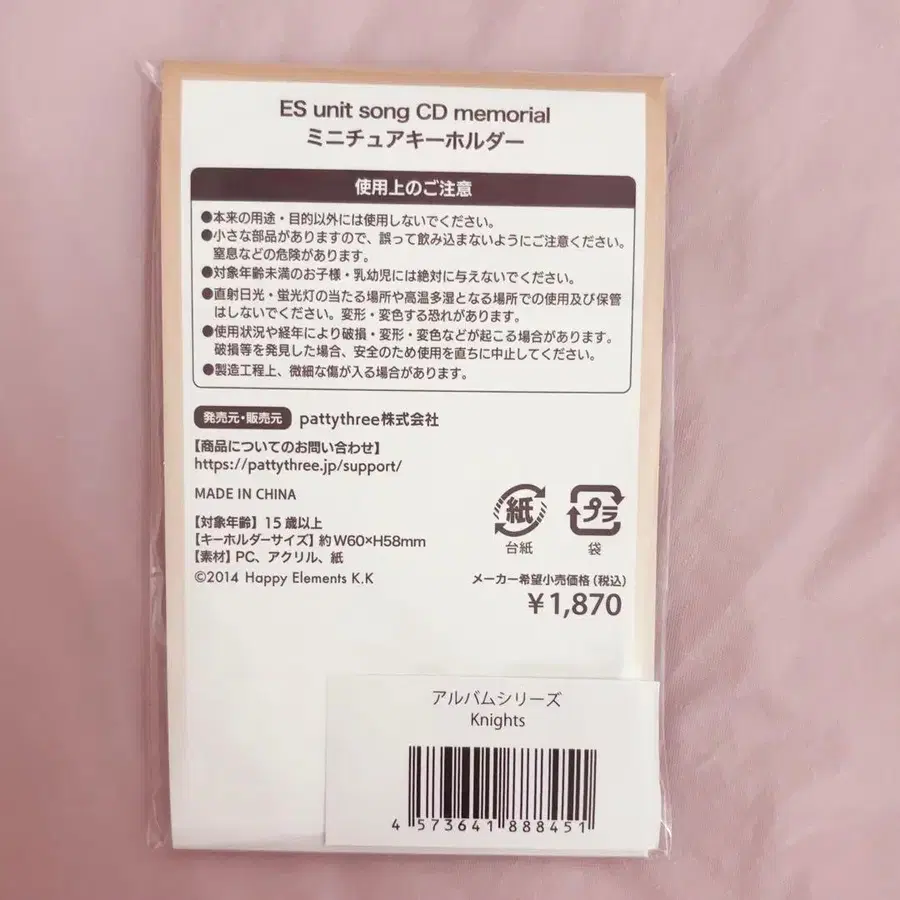 ES unit song CD memorial
ミニチュアキーホルダー
使用上のご注意
●本来の用途・目的以外には使用しないでください。
●小さな部品がありますので、誤って飲み込まないようにご注意ください。
窒息などの危険があります。
●対象年齢未満のお子様・乳幼児には絶対に与えないでください。
●直射日光・蛍光灯の当たる場所や高温多湿となる場所での使用及び保管
はしないでください。変形・変色する恐れがあります。
●使用状況や経年により破損・変形・変色などが起こる場合があります。
破損等を発見した場合、安全のため使用を直ちに中止してください。
●製造工程上、微細な傷が入る場合があります。
発売元・販売元 pattythree株式会社
【商品についてのお問い合わせ】
https://pattythree.jp/support/
MADE IN CHINA
【対象年齢】15歳以上
【キーホルダーサイズ】約W60×H58mm
【素材】PC、アクリル、紙
©2014 Happy Elements K.K
紙 プラ
台紙 袋
メーカー希望小売価格(税込)
¥1,870
アルバムシリーズ
Knights
4 573641 888451